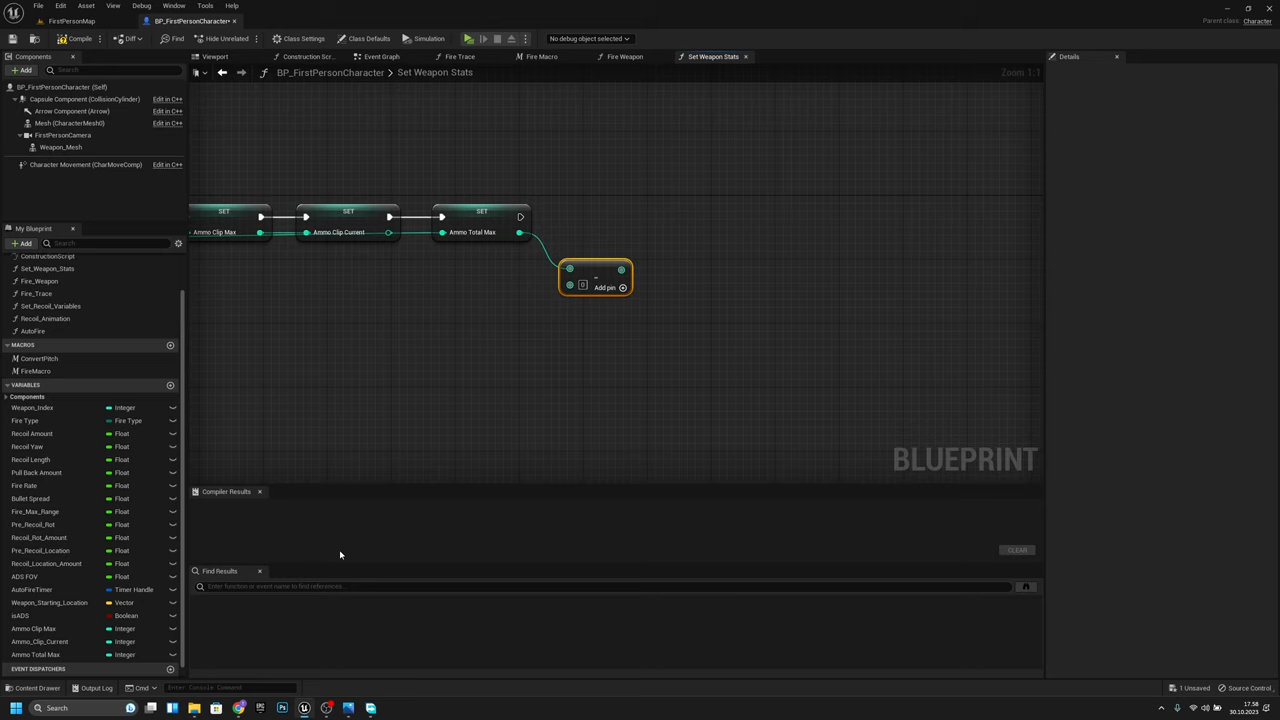 File Edit Asset View Debug Window Tools Help
FirstPersonMap
BP_FirstPersonCharacter•
Parent class: Character
Compile
Diff
Find
Hide Unrelated
Class Settings
Class Defaults
Simulation
No debug object selected
Components
Viewport
Construction Scr...
Event Graph
Fire Trace
Fire Macro
Fire Weapon
Set Weapon Stats
Details
Add
Search
BP_FirstPersonCharacter > Set Weapon Stats
Zoom 1:1
BP_FirstPersonCharacter (Self)
Capsule Component (CollisionCylinder) Edit in C++
Arrow Component (Arrow) Edit in C++
Mesh (CharacterMesh0) Edit in C++
FirstPersonCamera
Weapon_Mesh
Character Movement (CharMoveComp) Edit in C++
SET
Ammo Clip Max
SET
Ammo Clip Current
SET
Ammo Total Max
-
0
Add pin
My Blueprint
Add
Search
ConstructionScript
Set_Weapon_Stats
Fire_Weapon
Fire_Trace
Set_Recoil_Variables
Recoil_Animation
AutoFire
MACROS
ConvertPitch
FireMacro
VARIABLES
Components
Weapon_Index Integer
Fire Type Fire Type
Recoil Amount Float
Recoil Yaw Float
Recoil Length Float
Pull Back Amount Float
Fire Rate Float
Bullet Spread Float
Fire_Max_Range Float
Pre_Recoil_Rot Float
Recoil_Rot_Amount Float
Pre_Recoil_Location Float
Recoil_Location_Amount Float
ADS FOV Float
AutoFireTimer Timer Handle
Weapon_Starting_Location Vector
isADS Boolean
Ammo Clip Max Integer
Ammo_Clip_Current Integer
Ammo Total Max Integer
EVENT DISPATCHERS
BLUEPRINT
Compiler Results
CLEAR
Find Results
Enter function or event name to find references...
Content Drawer
Output Log
Cmd
Enter Console Command
1 Unsaved
Source Control
Search
17.58
30.10.2023